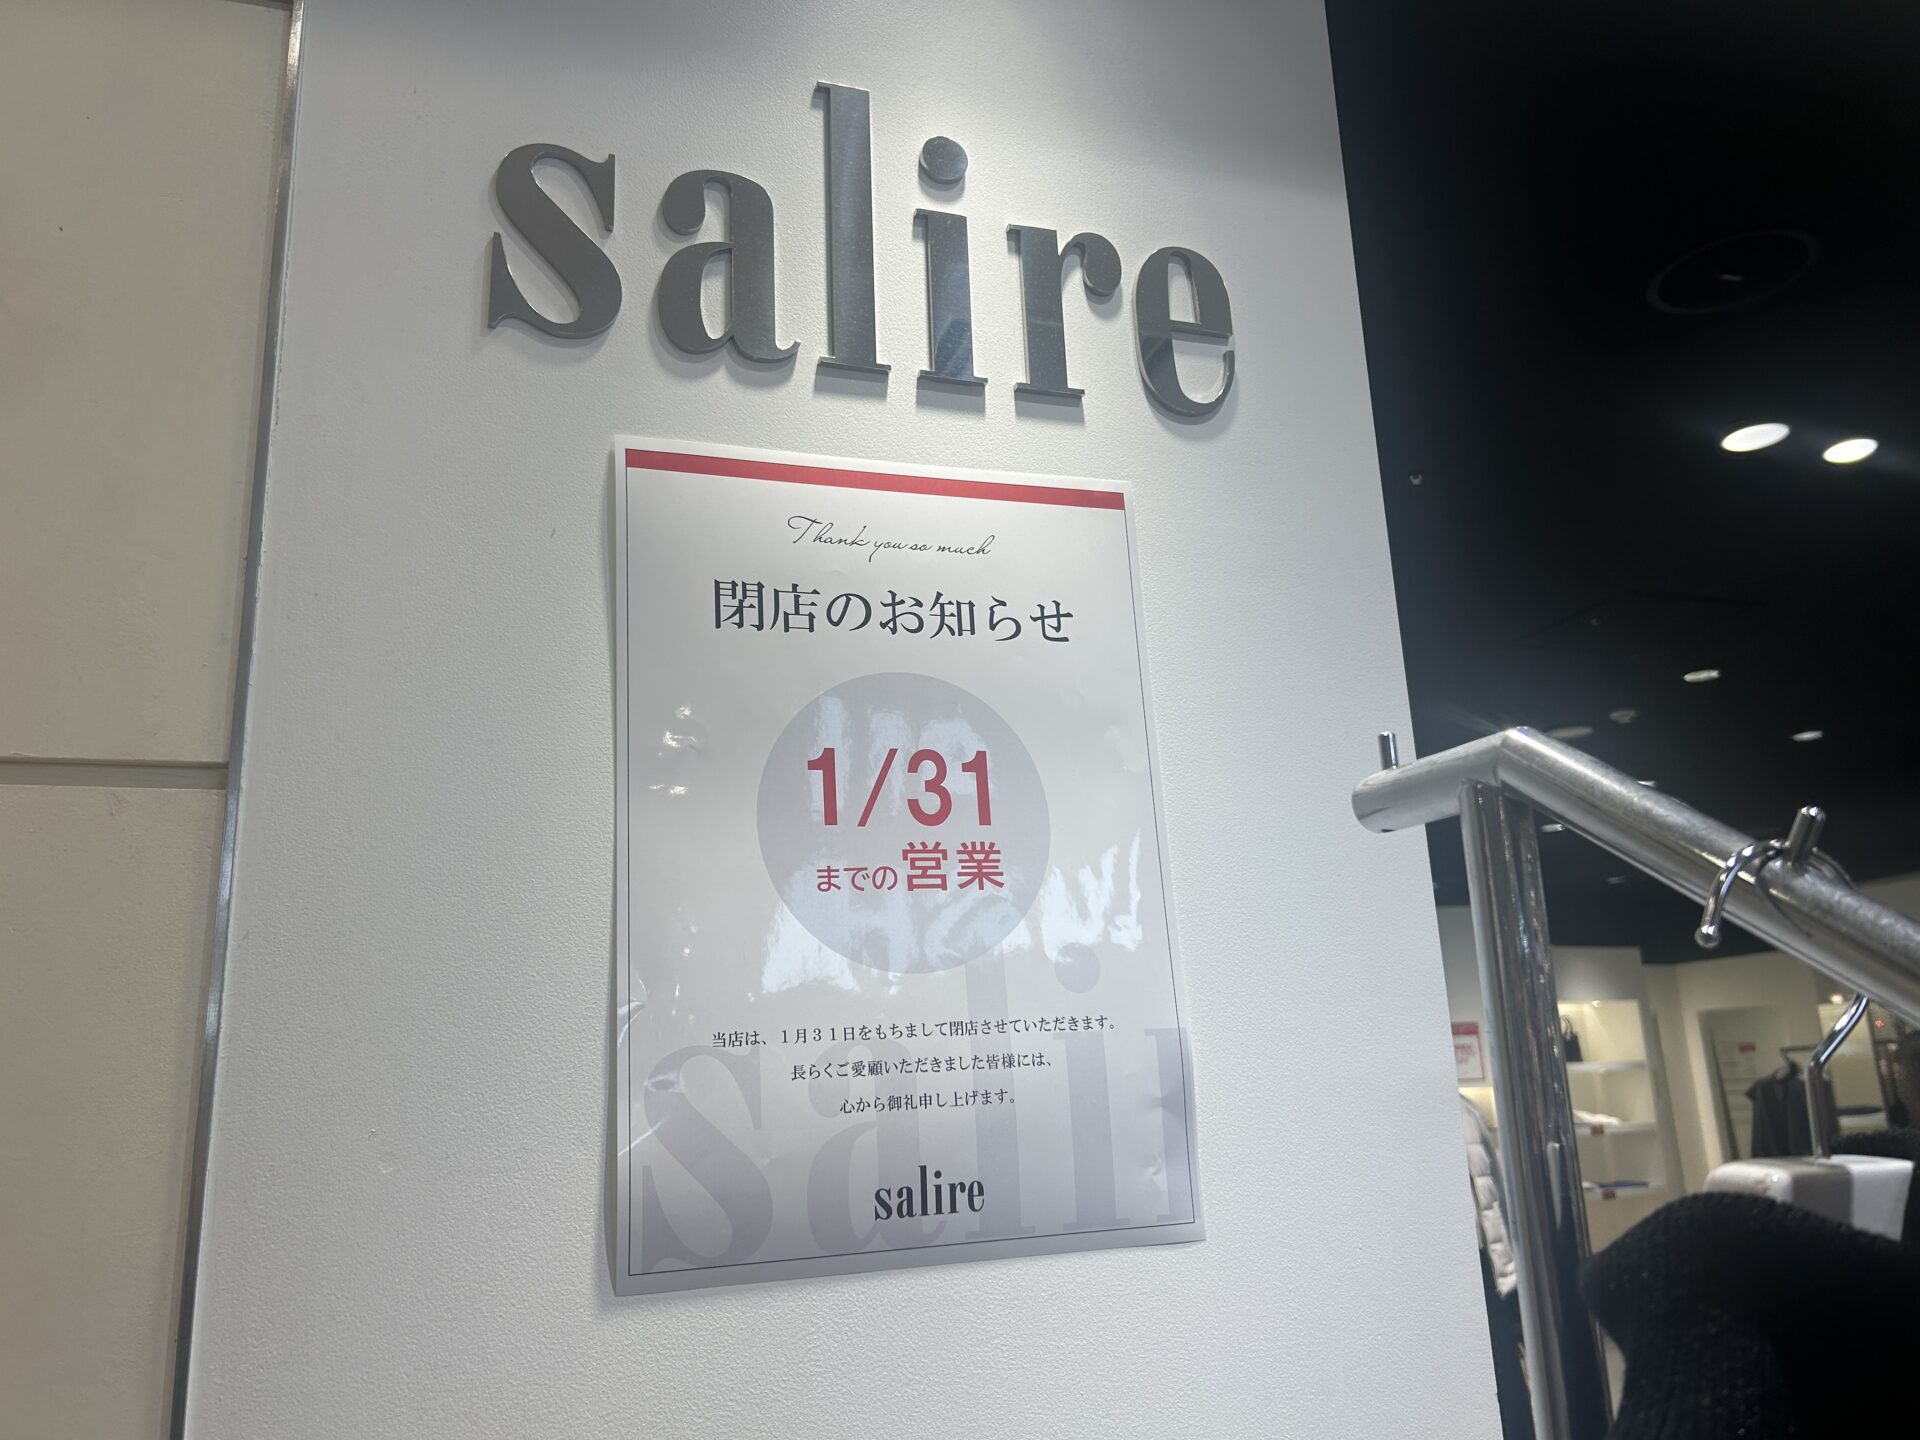 salire
Thank you so much
閉店のお知らせ
1/31
までの営業
当店は、１月３１日をもちまして閉店させていただきます。
長らくご愛顧いただきました皆様には、
心から御礼申し上げます。
salire